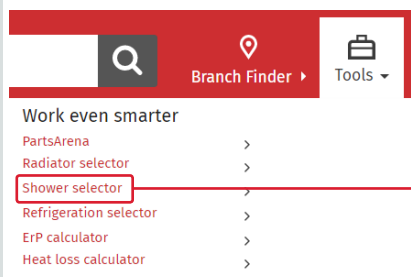 Branch Finder
Tools
Work even smarter
PartsArena
Radiator selector
Shower selector
Refrigeration selector
ErP calculator
Heat loss calculator